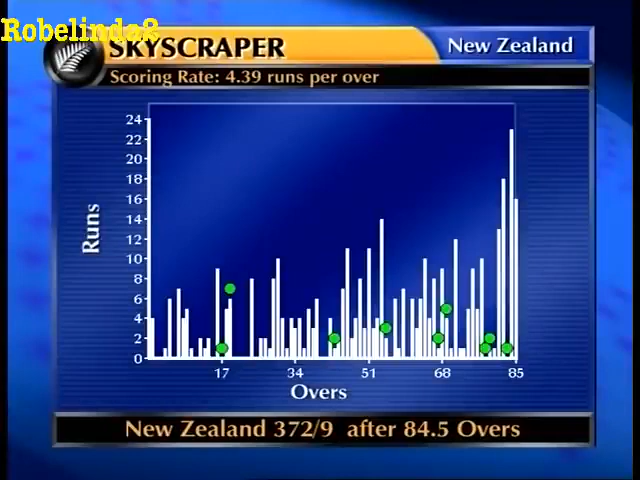 Robelinda2
SKYSCRAPER
New Zealand
Scoring Rate: 4.39 runs per over
24
22
20
18
16
14
12
10
8
6
4
2
0
Runs
17 34 51 68 85
Overs
New Zealand 372/9 after 84.5 Overs